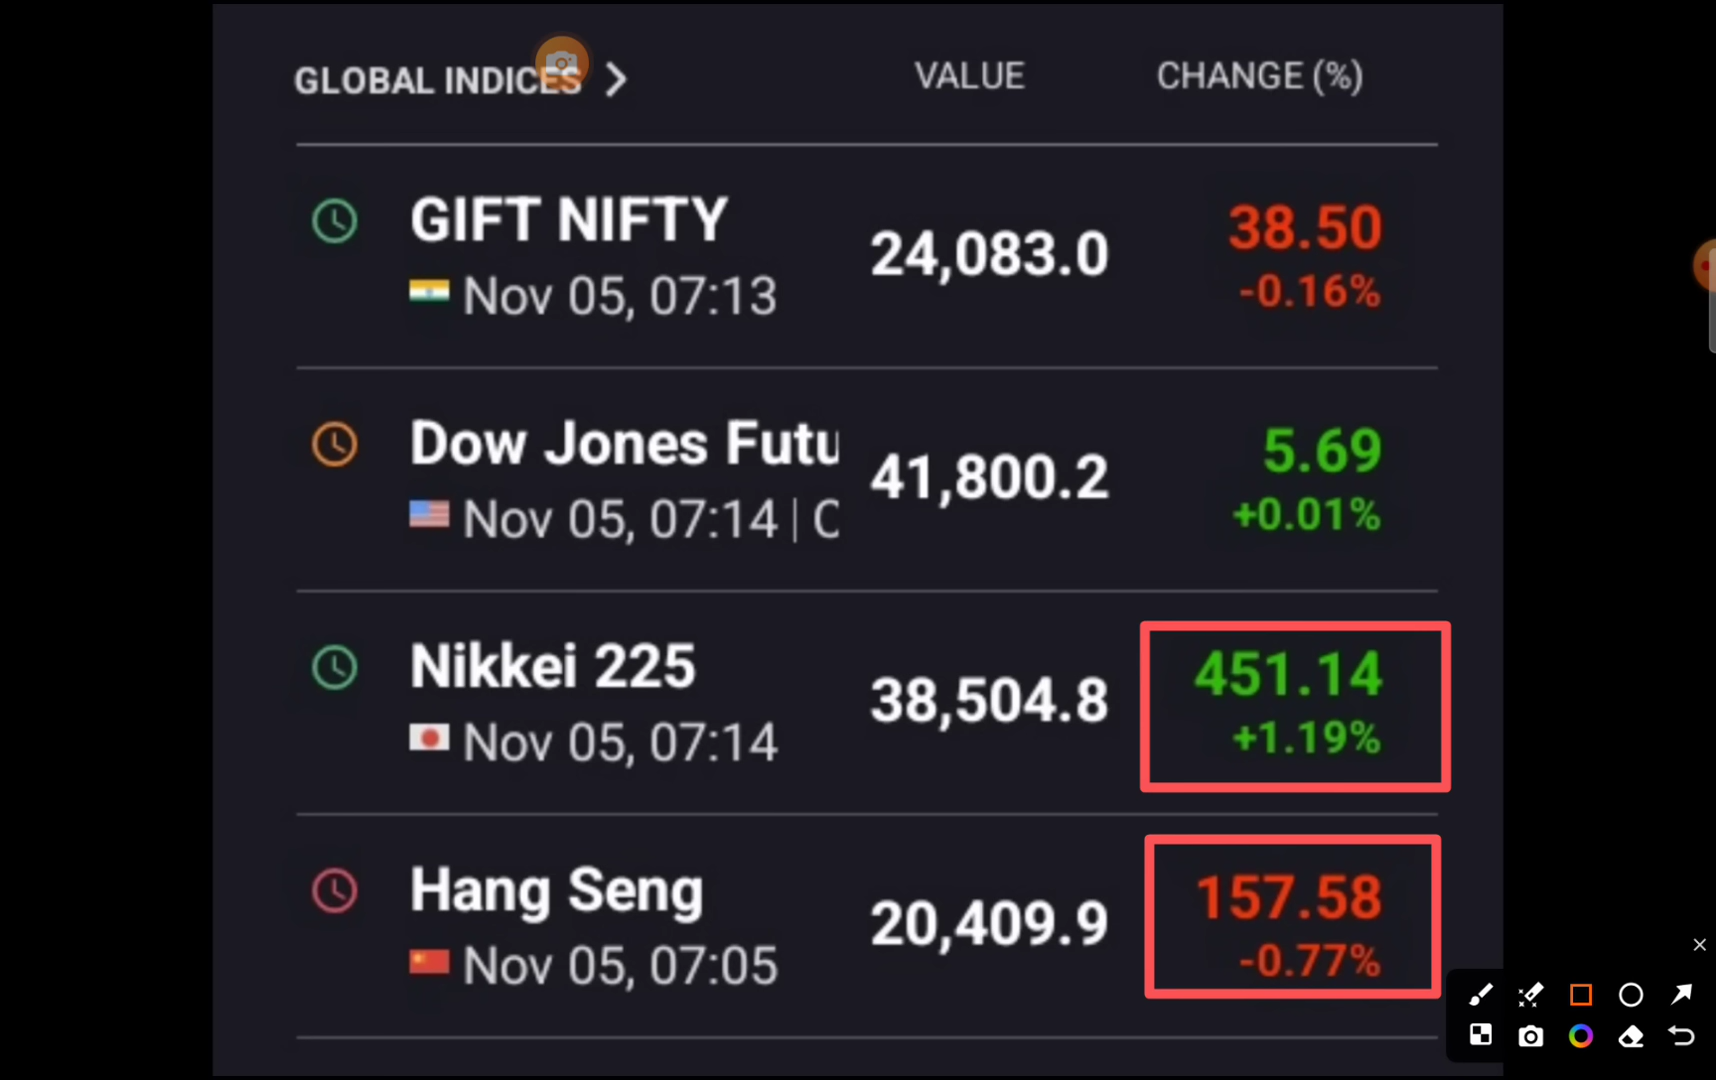 GLOBAL INDICES VALUE CHANGE (%)
GIFT NIFTY
24,083.0
38.50
-0.16%
Nov 05, 07:13
Dow Jones Futu
41,800.2
5.69
+0.01%
Nov 05, 07:14 | C
Nikkei 225
38,504.8
451.14
+1.19%
Nov 05, 07:14
Hang Seng
20,409.9
157.58
-0.77%
Nov 05, 07:05